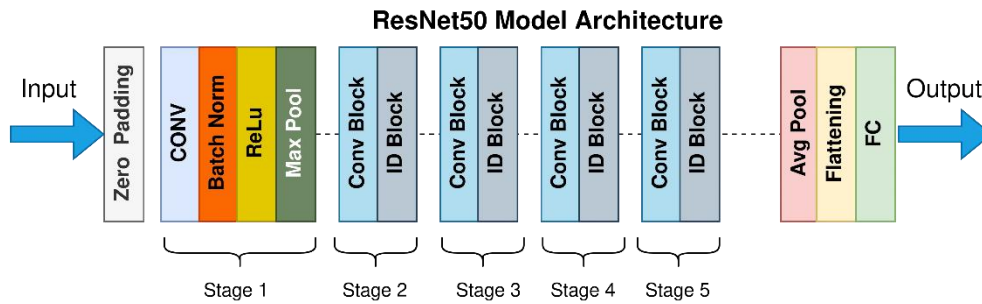 ResNet50 Model Architecture
Input
Zero Padding
CONV
Batch Norm
ReLu
Max Pool
Conv Block
ID Block
Conv Block
ID Block
Conv Block
ID Block
Conv Block
ID Block
Avg Pool
Flattening
FC
Output
Stage 1
Stage 2
Stage 3
Stage 4
Stage 5